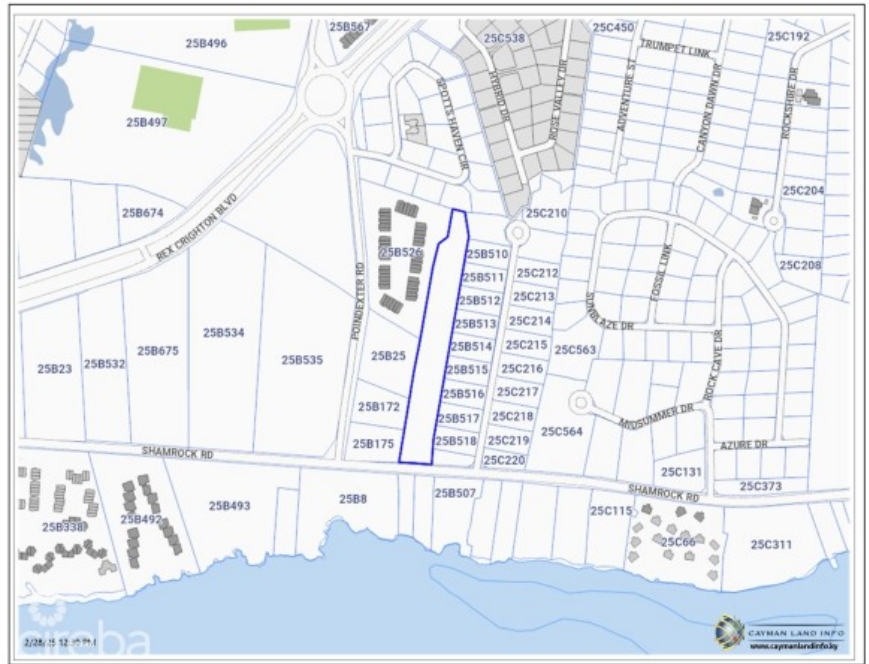 25B567
25C538
25C450
25C192
25B496
TRUMPET LINK
HYBRID DR
ROSE VALLEY DR
ADVENTURE ST
CANYON DAWN DR
ROCKSHIRE DR
SPOTTS HAVEN CIR
25B497
25C204
25B674
25C210
REX CRIGHTON BLVD
25B526
25B510
25C208
25B511
25C212
FOSSIL LINK
POINDEXTER RD
25B512
25C213
25B534
25B513
25C214
SUNBLAZE DR
25B535
25B514
25C215
25C563
25B675
25B25
25B532
25B23
25B515
25C216
ROCK CAVE DR
25B516
25C217
25B172
25B517
25C218
MIDSUMMER DR
25B175
25B518
25C219
25C564
AZURE DR
SHAMROCK RD
25C220
25C131
25C373
SHAMROCK RD
25B8
25B507
25B493
25C115
25B492
25B338
25C66
25C311
CAYMAN LAND INFO
www.caymanlandinfo.ky
cireba